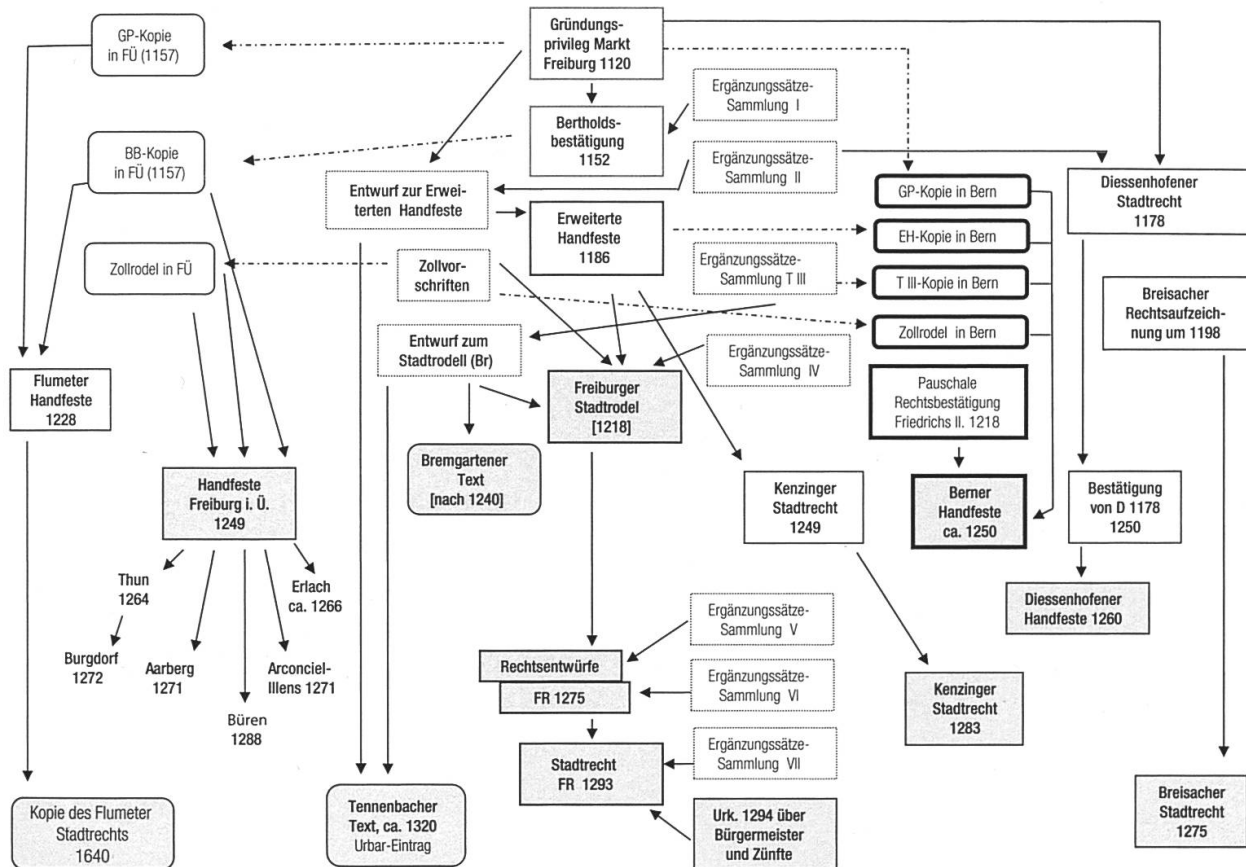 GP-Kopie
in FÜ (1157)
Gründungs-
privileg Markt
Freiburg 1120
Ergänzungssätze-
Sammlung I
Bertholds-
bestätigung
1152
BB-Kopie
in FÜ (1157)
Ergänzungssätze-
Sammlung II
Entwurf zur Erwei-
terten Handfeste
GP-Kopie in Bern
Diessenhofener
Stadtrecht
1178
Erweiterte
Handfeste
1186
EH-Kopie in Bern
Zollrodel in FÜ
Zollvor-
schriften
Ergänzungssätze-
Sammlung T III
T III-Kopie in Bern
Breisacher
Rechtsaufzeich-
nung um 1198
Zollrodel in Bern
Entwurf zum
Stadtrodell (Br)
Ergänzungssätze-
Sammlung IV
Flumeter
Handfeste
1228
Freiburger
Stadtrodel
[1218]
Pauschale
Rechtsbestätigung
Friedrichs II. 1218
Bremgartener
Text
[nach 1240]
Handfeste
Freiburg i. Ü.
1249
Kenzinger
Stadtrecht
1249
Berner
Handfeste
ca. 1250
Bestätigung
von D 1178
1250
Thun
1264
Erlach
ca. 1266
Diessenhofener
Handfeste 1260
Burgdorf
1272
Aarberg
1271
Arconciel-
Illens 1271
Büren
1288
Ergänzungssätze-
Sammlung V
Rechtsentwürfe
FR 1275
Ergänzungssätze-
Sammlung VI
Kenzinger
Stadtrecht
1283
Stadtrecht
FR 1293
Ergänzungssätze-
Sammlung VII
Kopie des Flumeter
Stadtrechts
1640
Tennenbacher
Text, ca. 1320
Urbar-Eintrag
Urk. 1294 über
Bürgermeister
und Zünfte
Breisacher
Stadtrecht
1275